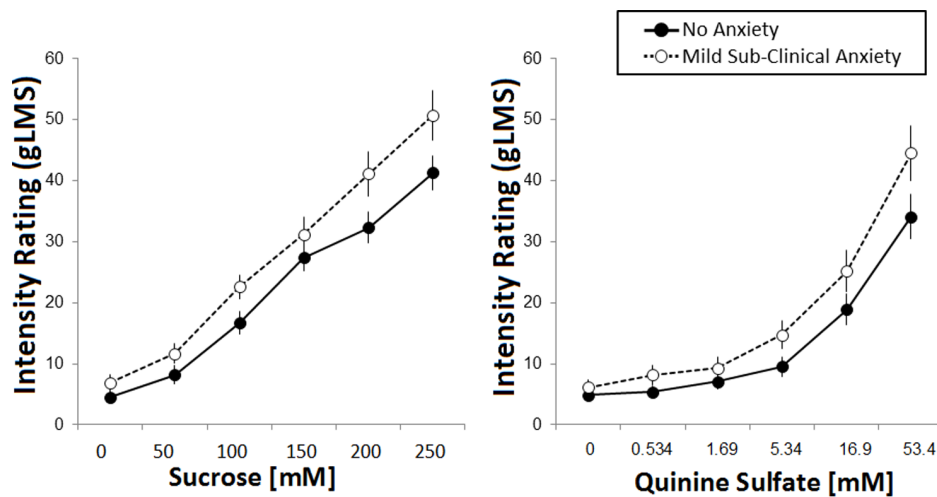 No Anxiety
Mild Sub-Clinical Anxiety
Intensity Rating (gLMS)
60
50
40
30
20
10
0
0 50 100 150 200 250
Sucrose [mM]
Intensity Rating (gLMS)
60
50
40
30
20
10
0
0 0.534 1.69 5.34 16.9 53.4
Quinine Sulfate [mM]